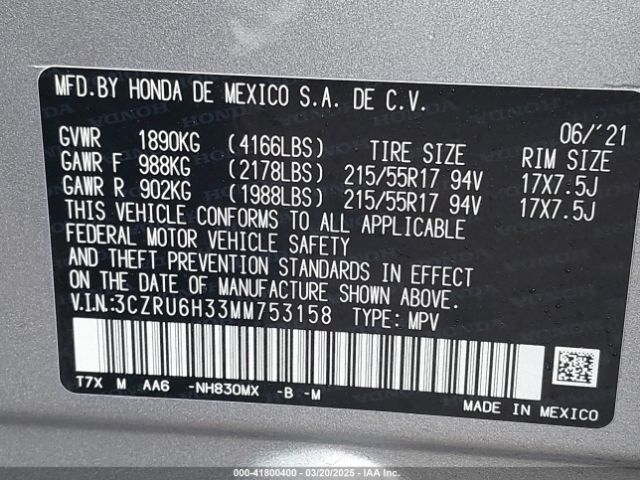 MFD.BY HONDA DE MEXICO S.A. DE C.V.
06/'21
GVWR 1890KG (4166LBS) TIRE SIZE RIM SIZE
GAWR F 988KG (2178LBS) 215/55R17 94V 17X7.5J
GAWR R 902KG (1988LBS) 215/55R17 94V 17X7.5J
THIS VEHICLE CONFORMS TO ALL APPLICABLE
FEDERAL MOTOR VEHICLE SAFETY
AND THEFT PREVENTION STANDARDS IN EFFECT
ON THE DATE OF MANUFACTURE SHOWN ABOVE.
V.I.N:3CZRU6H33MM753158 TYPE: MPV
T7X M AA6 -NH830MX -B -M
MADE IN MEXICO
000-41800400 - 03/20/2025 - IAA Inc.